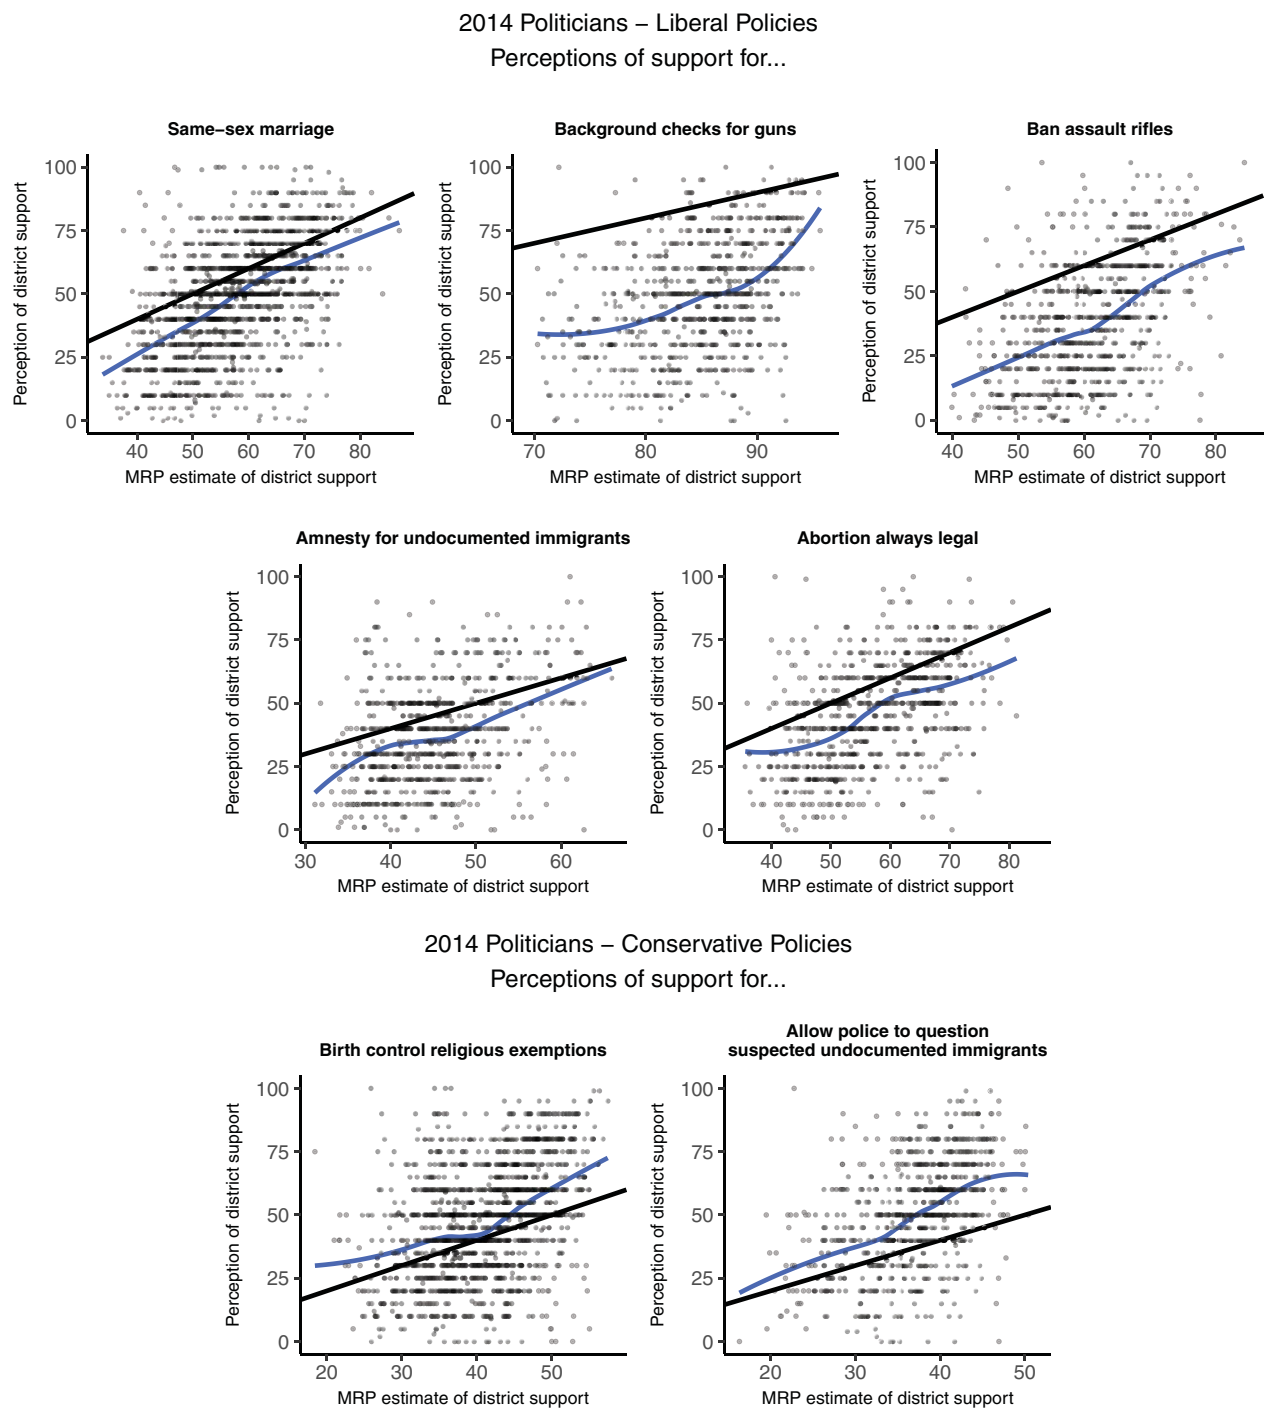 2014 Politicians – Liberal Policies
Perceptions of support for...
Same–sex marriage
Background checks for guns
Ban assault rifles
Perception of district support
100
75
50
25
0
40 50 60 70 80
MRP estimate of district support
Perception of district support
100
75
50
25
0
70 80 90
MRP estimate of district support
Perception of district support
100
75
50
25
0
40 50 60 70 80
MRP estimate of district support
Amnesty for undocumented immigrants
Abortion always legal
Perception of district support
100
75
50
25
0
30 40 50 60
MRP estimate of district support
Perception of district support
100
75
50
25
0
40 50 60 70 80
MRP estimate of district support
2014 Politicians – Conservative Policies
Perceptions of support for...
Birth control religious exemptions
Allow police to question
suspected undocumented immigrants
Perception of district support
100
75
50
25
0
20 30 40 50
MRP estimate of district support
Perception of district support
100
75
50
25
0
20 30 40 50
MRP estimate of district support